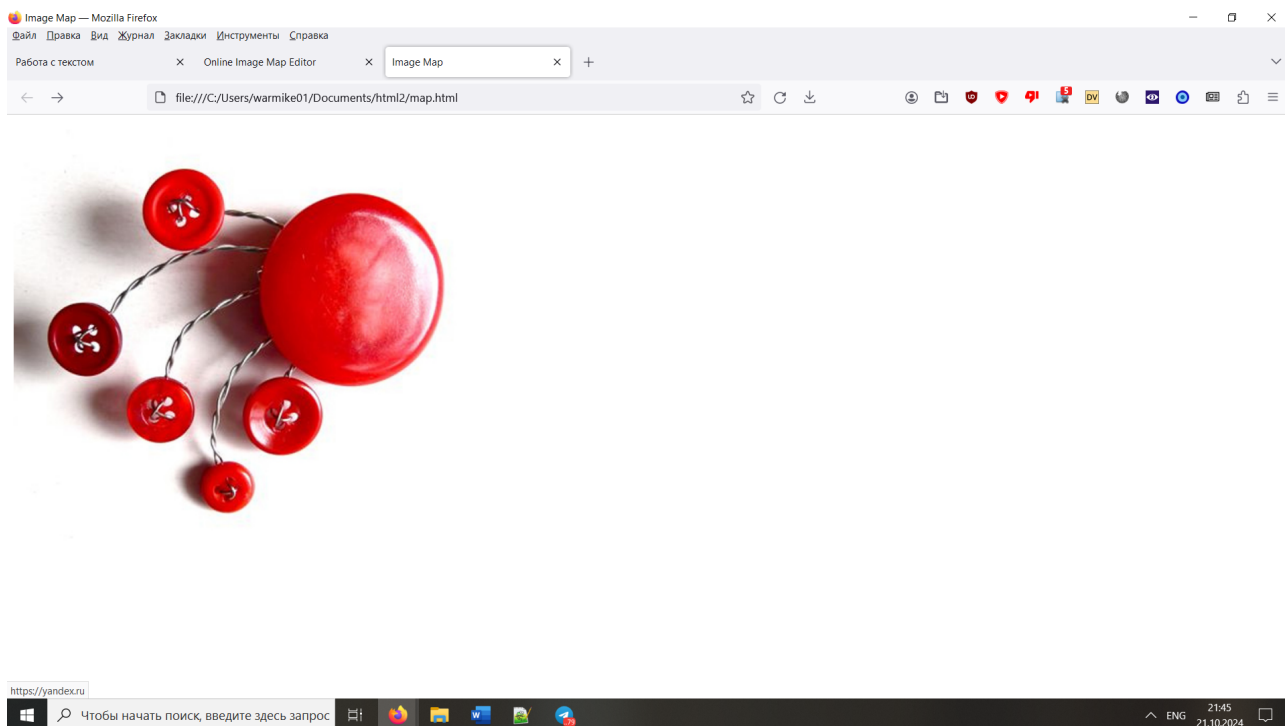 Image Map — Mozilla Firefox
Файл Правка Вид Журнал Закладки Инструменты Справка
Работа с текстом Online Image Map Editor Image Map
file:///C:/Users/warmike01/Documents/html2/map.html
5
DV
https://yandex.ru
Чтобы начать поиск, введите здесь запрос
W
79
ENG
21:45
21.10.2024